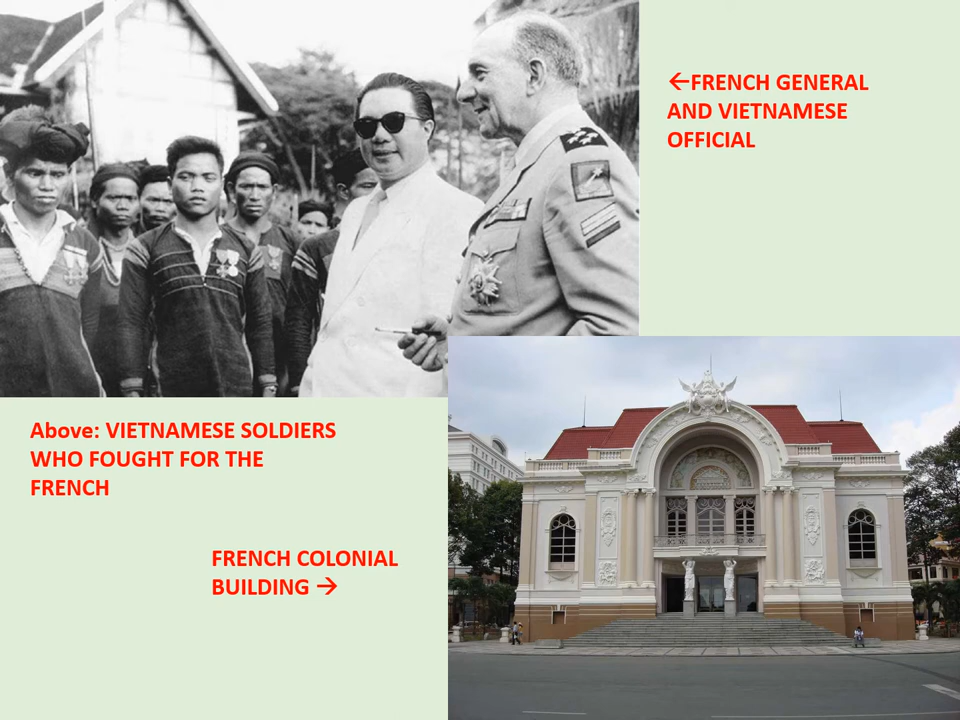 ←FRENCH GENERAL
AND VIETNAMESE
OFFICIAL
Above: VIETNAMESE SOLDIERS
WHO FOUGHT FOR THE
FRENCH
FRENCH COLONIAL
BUILDING →